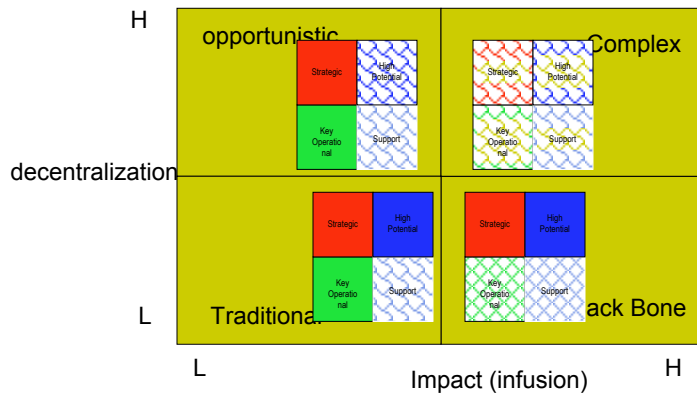 H
opportunistic
Complex
Strategic
High
Potential
Key
Operatio
nal
Support
Strategic
High
Potential
Key
Operatio
nal
Support
decentralization
Strategic
High
Potential
Key
Operatio
nal
Support
Strategic
High
Potential
Key
Operatio
nal
Support
L
Traditional
ack Bone
L
H
Impact (infusion)